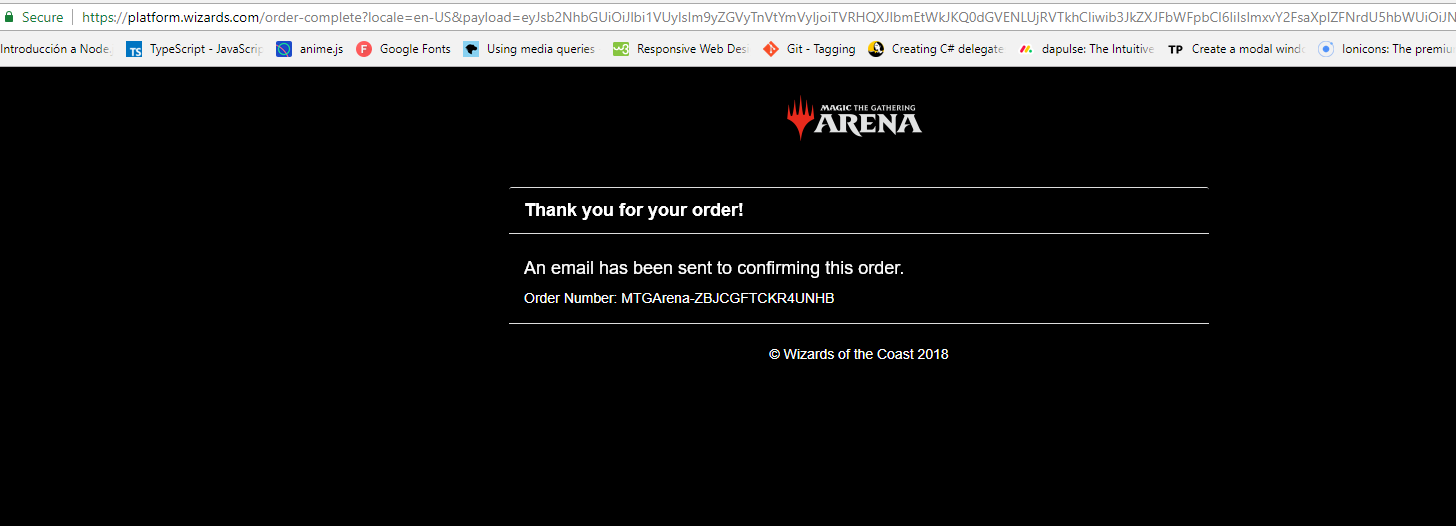 Secure https://platform.wizards.com/order-complete?locale=en-US&payload=
Introducción a Node. TypeScript - JavaScrip anime.js Google Fonts Using media queries Responsive Web Desi Git - Tagging Creating C# delegate dapulse: The Intuitive TP Create a modal windo Ionicons: The premiu
MAGIC THE GATHERING
ARENA
Thank you for your order!
An email has been sent to confirming this order.
Order Number: MTGArena-ZBJCGFTCKR4UNHB
© Wizards of the Coast 2018